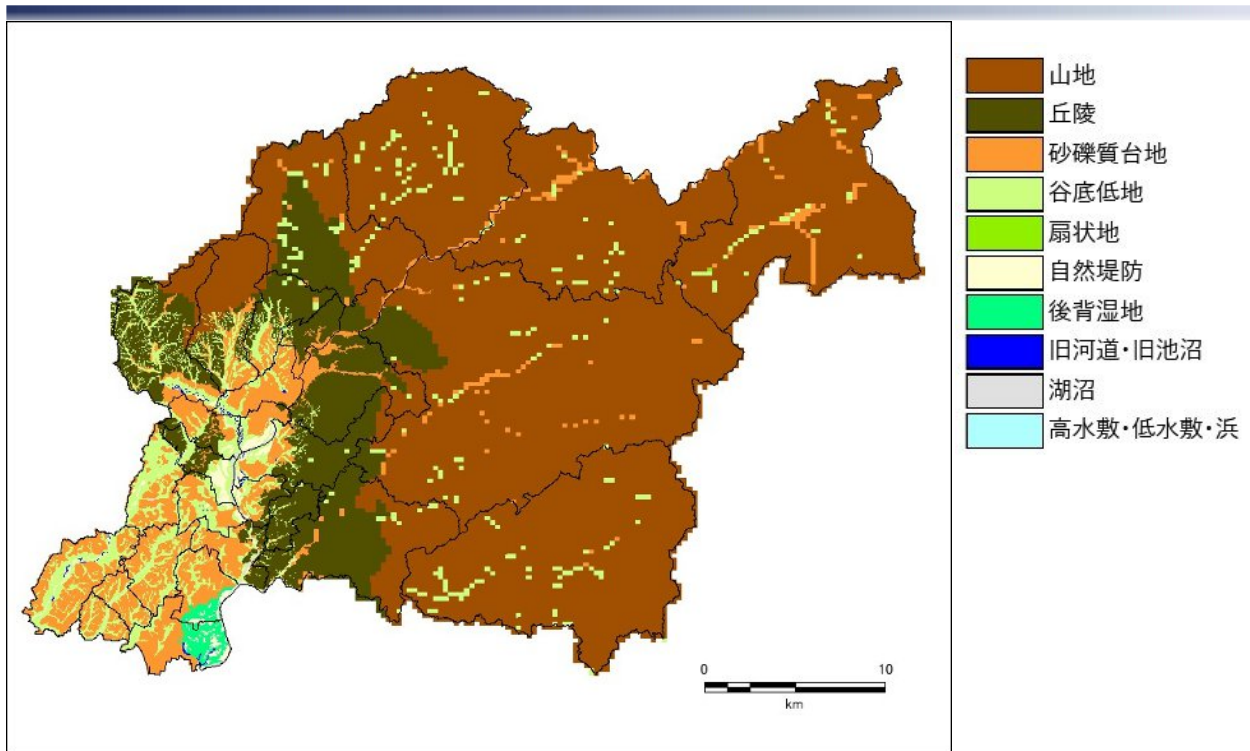 山地
丘陵
砂礫質台地
谷底低地
扇状地
自然堤防
後背湿地
旧河道・旧池沼
湖沼
高水敷・低水敷・浜
0 10
km